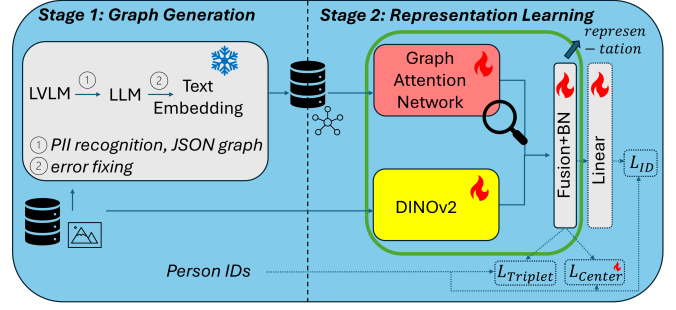 Stage 1: Graph Generation
LVLM 1 LLM 2 Text
Embedding
1 PII recognition, JSON graph
2 error fixing
Stage 2: Representation Learning
represen
-tation
Graph
Attention
Network
DINOv2
Fusion+BN
Linear
L_ID
Person IDs
L_Triplet
L_Center